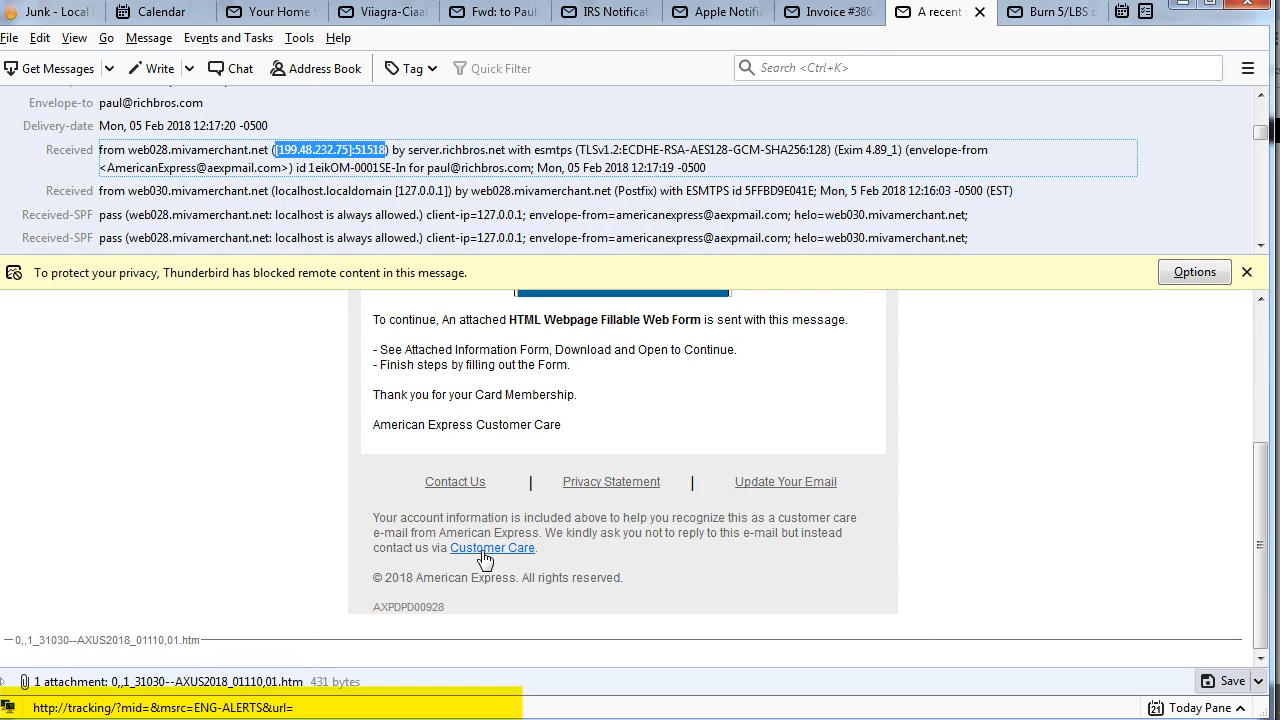 Junk - Local
Calendar
Your Home S
Viiagra-Ciaal
Fwd: to Paul
IRS Notificat
Apple Notifi
Invoice #386
A recent
Burn 5/LBS o
File Edit View Go Message Events and Tasks Tools Help
Get Messages Write Chat Address Book Tag Quick Filter Search <Ctrl+K>
Envelope-to paul@richbros.com
Delivery-date Mon, 05 Feb 2018 12:17:20 -0500
Received from web028.mivamerchant.net ([199.48.232.75]:51518) by server.richbros.net with esmtps (TLSv1.2:ECDHE-RSA-AES128-GCM-SHA256:128) (Exim 4.89_1) (envelope-from
<AmericanExpress@aexpmail.com>) id 1eikOM-0001SE-In for paul@richbros.com; Mon, 05 Feb 2018 12:17:19 -0500
Received from web030.mivamerchant.net (localhost.localdomain [127.0.0.1]) by web028.mivamerchant.net (Postfix) with ESMTPS id 5FFBD9E041E; Mon, 5 Feb 2018 12:16:03 -0500 (EST)
Received-SPF pass (web028.mivamerchant.net: localhost is always allowed.) client-ip=127.0.0.1; envelope-from=americanexpress@aexpmail.com; helo=web030.mivamerchant.net;
Received-SPF pass (web028.mivamerchant.net: localhost is always allowed.) client-ip=127.0.0.1; envelope-from=americanexpress@aexpmail.com; helo=web030.mivamerchant.net;
To protect your privacy, Thunderbird has blocked remote content in this message.
Options
To continue, An attached HTML Webpage Fillable Web Form is sent with this message.
- See Attached Information Form, Download and Open to Continue.
- Finish steps by filling out the Form.
Thank you for your Card Membership.
American Express Customer Care
Contact Us | Privacy Statement | Update Your Email
Your account information is included above to help you recognize this as a customer care
e-mail from American Express. We kindly ask you not to reply to this e-mail but instead
contact us via Customer Care.
© 2018 American Express. All rights reserved.
AXPDPD00928
0,,1_31030--AXUS2018_01110,01.htm
1 attachment: 0,,1_31030--AXUS2018_01110,01.htm 431 bytes
Save
http://tracking/?mid=&msrc=ENG-ALERTS&url=
21 Today Pane